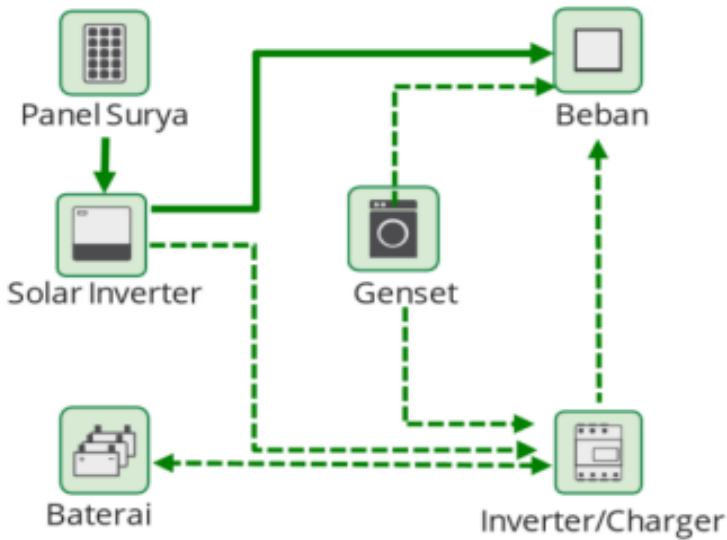 Panel Surya
Beban
Solar Inverter
Genset
Baterai
Inverter/Charger